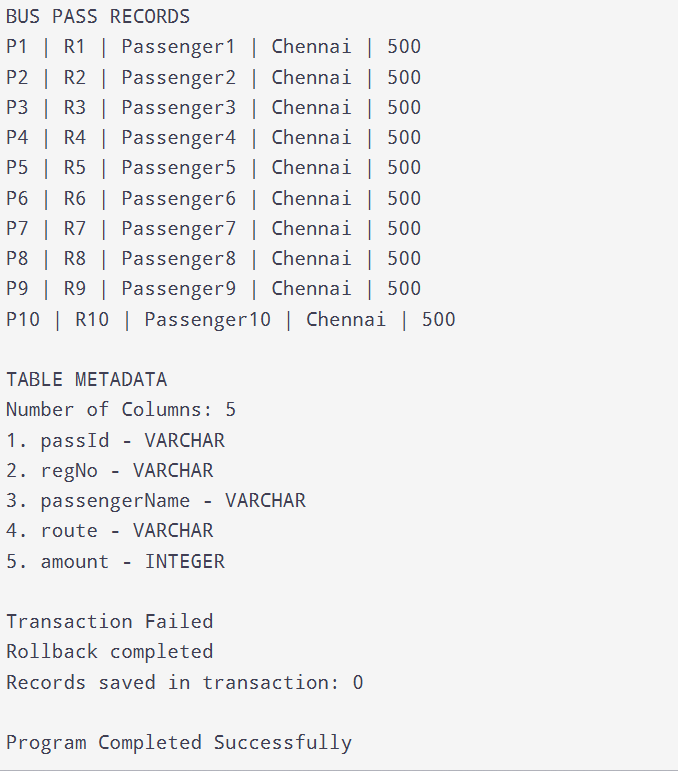 BUS PASS RECORDS
P1 | R1 | Passenger1 | Chennai | 500
P2 | R2 | Passenger2 | Chennai | 500
P3 | R3 | Passenger3 | Chennai | 500
P4 | R4 | Passenger4 | Chennai | 500
P5 | R5 | Passenger5 | Chennai | 500
P6 | R6 | Passenger6 | Chennai | 500
P7 | R7 | Passenger7 | Chennai | 500
P8 | R8 | Passenger8 | Chennai | 500
P9 | R9 | Passenger9 | Chennai | 500
P10 | R10 | Passenger10 | Chennai | 500
TABLE METADATA
Number of Columns: 5
1. passId - VARCHAR
2. regNo - VARCHAR
3. passengerName - VARCHAR
4. route - VARCHAR
5. amount - INTEGER
Transaction Failed
Rollback completed
Records saved in transaction: 0
Program Completed Successfully